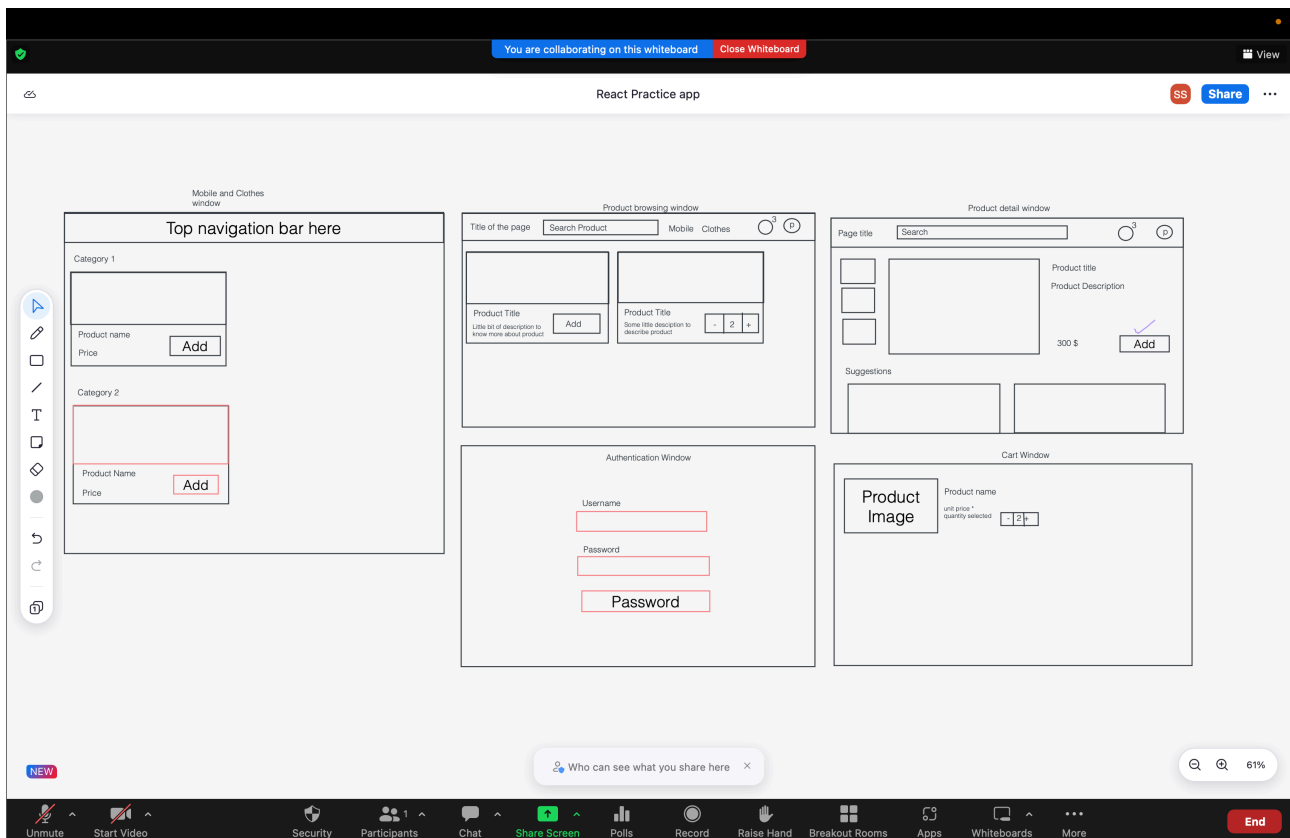 You are collaborating on this whiteboard
Close Whiteboard
View
React Practice app
SS
Share
Mobile and Clothes
window
Top navigation bar here
Category 1
Product name
Price
Add
Category 2
Product Name
Price
Add
Product browsing window
Title of the page
Search Product
Mobile
Clothes
3
p
Product Title
Little bit of description to
know more about product
Add
Product Title
Some little desciption to
describe product
- 2 +
Product detail window
Page title
Search
3
p
Product title
Product Description
300 $
Add
Suggestions
Authentication Window
Username
Password
Password
Cart Window
Product
Image
Product name
unit price *
quantity selected
- 2 +
T
1
NEW
Who can see what you share here
61%
Unmute
Start Video
Security
1
Participants
Chat
Share Screen
Polls
Record
Raise Hand
Breakout Rooms
Apps
Whiteboards
More
End